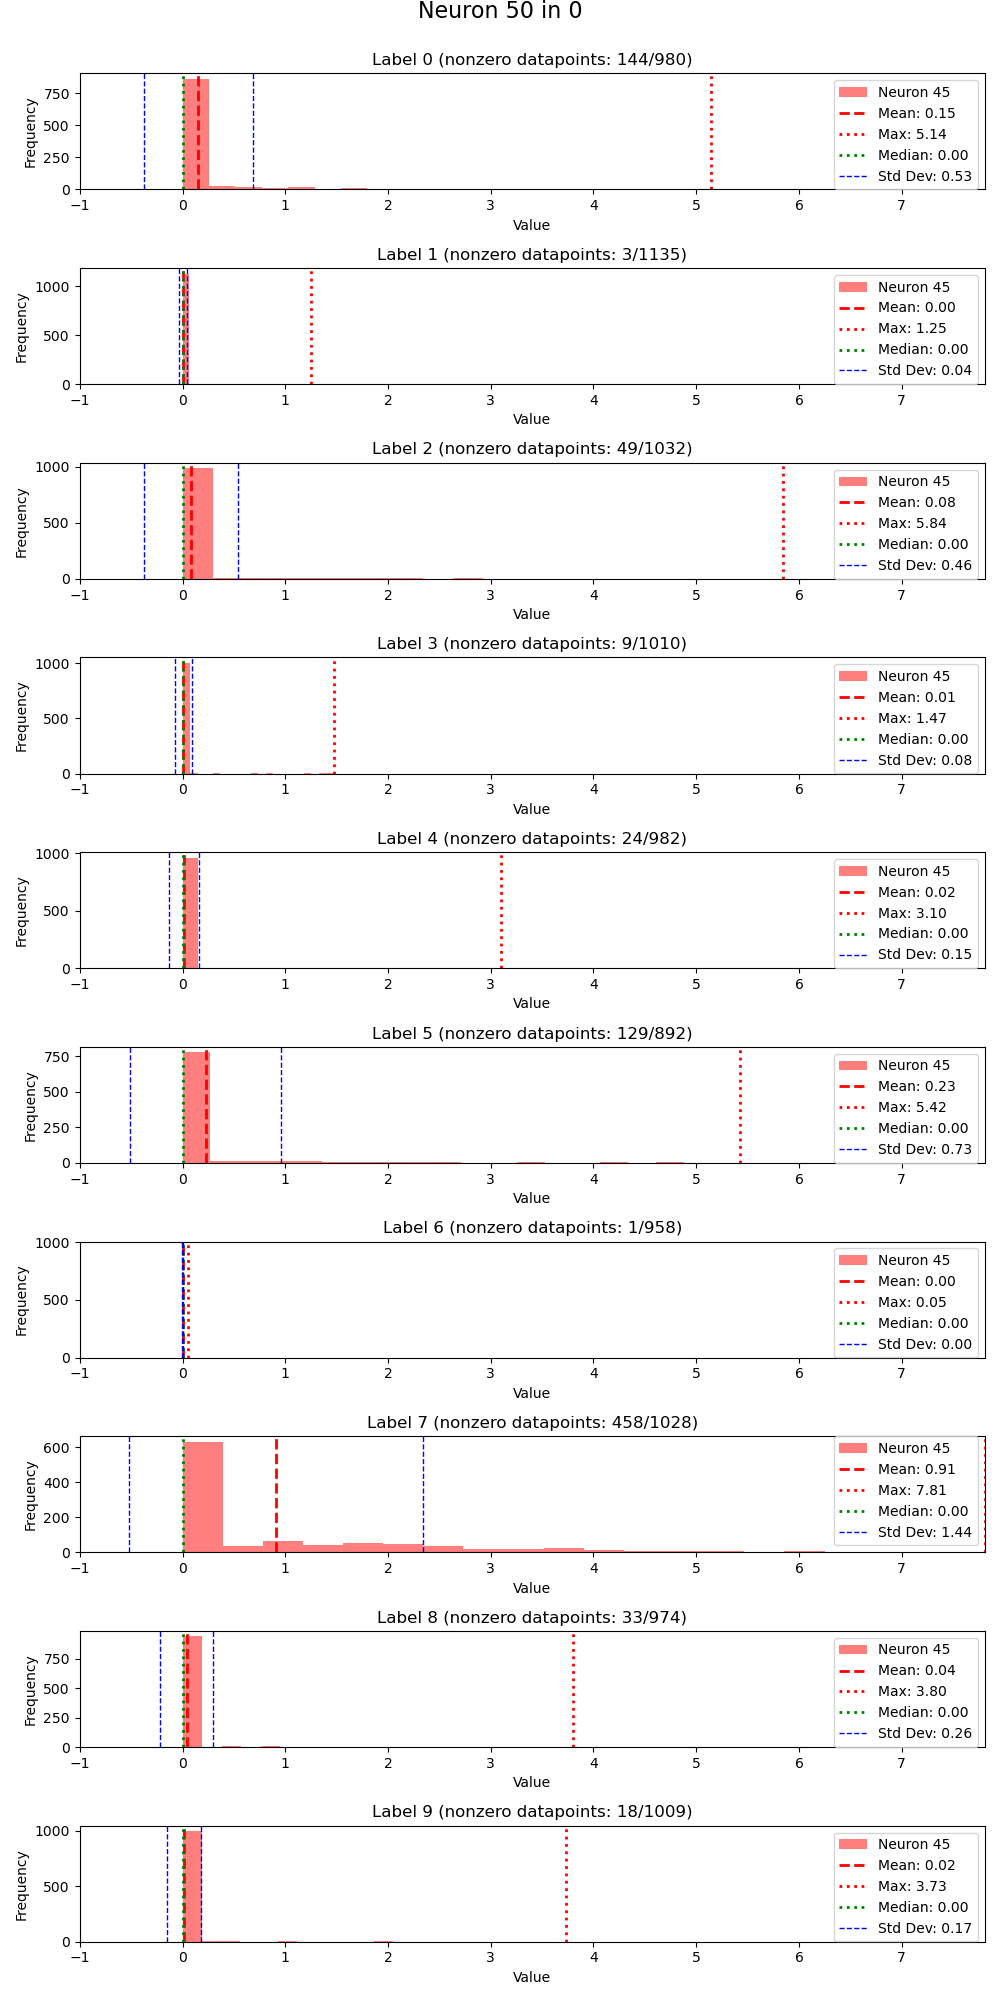 Neuron 50 in 0
Label 0 (nonzero datapoints: 144/980)
Frequency
750
500
250
0
Neuron 45
Mean: 0.15
Max: 5.14
Median: 0.00
Std Dev: 0.53
−1 0 1 2 3 4 5 6 7
Value
Label 1 (nonzero datapoints: 3/1135)
Frequency
1000
500
0
Neuron 45
Mean: 0.00
Max: 1.25
Median: 0.00
Std Dev: 0.04
−1 0 1 2 3 4 5 6 7
Value
Label 2 (nonzero datapoints: 49/1032)
Frequency
1000
500
0
Neuron 45
Mean: 0.08
Max: 5.84
Median: 0.00
Std Dev: 0.46
−1 0 1 2 3 4 5 6 7
Value
Label 3 (nonzero datapoints: 9/1010)
Frequency
1000
500
0
Neuron 45
Mean: 0.01
Max: 1.47
Median: 0.00
Std Dev: 0.08
−1 0 1 2 3 4 5 6 7
Value
Label 4 (nonzero datapoints: 24/982)
Frequency
1000
500
0
Neuron 45
Mean: 0.02
Max: 3.10
Median: 0.00
Std Dev: 0.15
−1 0 1 2 3 4 5 6 7
Value
Label 5 (nonzero datapoints: 129/892)
Frequency
750
500
250
0
Neuron 45
Mean: 0.23
Max: 5.42
Median: 0.00
Std Dev: 0.73
−1 0 1 2 3 4 5 6 7
Value
Label 6 (nonzero datapoints: 1/958)
Frequency
1000
500
0
Neuron 45
Mean: 0.00
Max: 0.05
Median: 0.00
Std Dev: 0.00
−1 0 1 2 3 4 5 6 7
Value
Label 7 (nonzero datapoints: 458/1028)
Frequency
600
400
200
0
Neuron 45
Mean: 0.91
Max: 7.81
Median: 0.00
Std Dev: 1.44
−1 0 1 2 3 4 5 6 7
Value
Label 8 (nonzero datapoints: 33/974)
Frequency
750
500
250
0
Neuron 45
Mean: 0.04
Max: 3.80
Median: 0.00
Std Dev: 0.26
−1 0 1 2 3 4 5 6 7
Value
Label 9 (nonzero datapoints: 18/1009)
Frequency
1000
500
0
Neuron 45
Mean: 0.02
Max: 3.73
Median: 0.00
Std Dev: 0.17
−1 0 1 2 3 4 5 6 7
Value